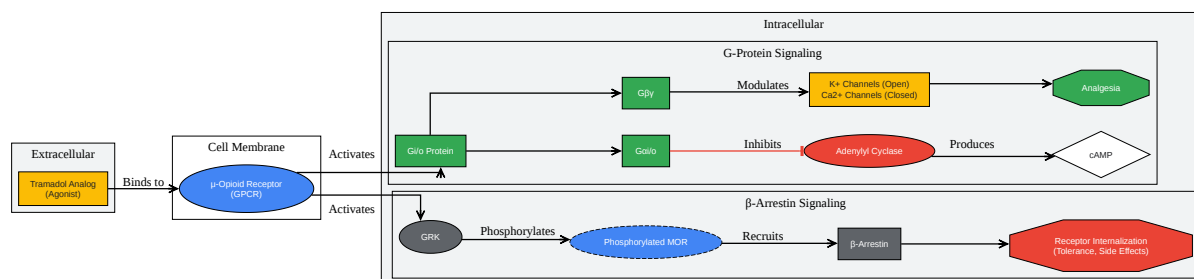 Intracellular
G-Protein Signaling
Gβγ
Modulates
K+ Channels (Open)
Ca2+ Channels (Closed)
Analgesia
Extracellular
Tramadol Analog
(Agonist)
Binds to
Cell Membrane
μ-Opioid Receptor
(GPCR)
Activates
Gi/o Protein
Gαi/o
Inhibits
Adenylyl Cyclase
Produces
cAMP
Activates
β-Arrestin Signaling
GRK
Phosphorylates
Phosphorylated MOR
Recruits
β-Arrestin
Receptor Internalization
(Tolerance, Side Effects)